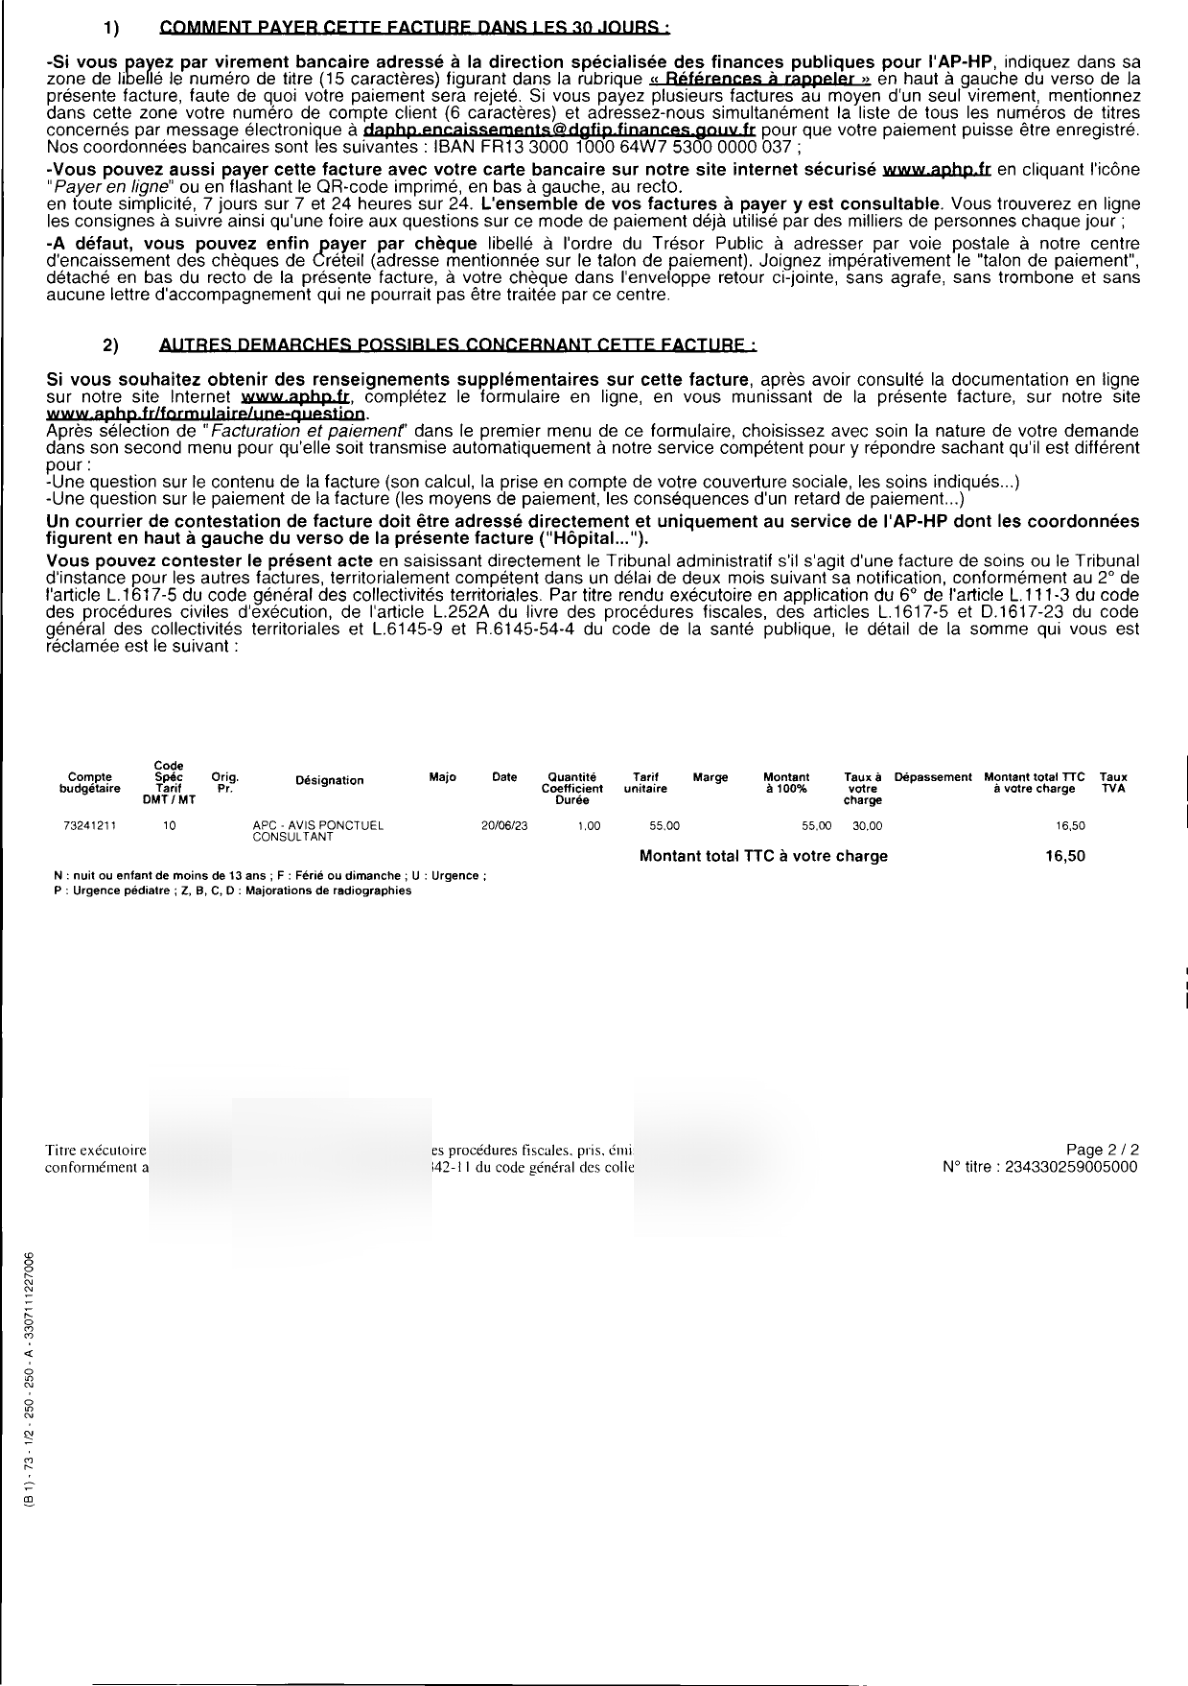 1) COMMENT PAYER CETTE FACTURE DANS LES 30 JOURS :
-Si vous payez par virement bancaire adressé à la direction spécialisée des finances publiques pour l'AP-HP, indiquez dans sa
zone de libellé le numéro de titre (15 caractères) figurant dans la rubrique « Références à rappeler » en haut à gauche du verso de la
présente facture, faute de quoi votre paiement sera rejeté. Si vous payez plusieurs factures au moyen d'un seul virement, mentionnez
dans cette zone votre numéro de compte client (6 caractères) et adressez-nous simultanément la liste de tous les numéros de titres
concernés par message électronique à daphp.encaissements@dgfip.finances.gouv.fr pour que votre paiement puisse être enregistré.
Nos coordonnées bancaires sont les suivantes : IBAN FR13 3000 1000 64W7 5300 0000 037 ;
-Vous pouvez aussi payer cette facture avec votre carte bancaire sur notre site internet sécurisé www.aphp.fr en cliquant l'icône
"Payer en ligne" ou en flashant le QR-code imprimé, en bas à gauche, au recto.
en toute simplicité, 7 jours sur 7 et 24 heures sur 24. L'ensemble de vos factures à payer y est consultable. Vous trouverez en ligne
les consignes à suivre ainsi qu'une foire aux questions sur ce mode de paiement déjà utilisé par des milliers de personnes chaque jour ;
-A défaut, vous pouvez enfin payer par chèque libellé à l'ordre du Trésor Public à adresser par voie postale à notre centre
d'encaissement des chèques de Créteil (adresse mentionnée sur le talon de paiement). Joignez impérativement le "talon de paiement",
détaché en bas du recto de la présente facture, à votre chèque dans l'enveloppe retour ci-jointe, sans agrafe, sans trombone et sans
aucune lettre d'accompagnement qui ne pourrait pas être traitée par ce centre.
2) AUTRES DEMARCHES POSSIBLES CONCERNANT CETTE FACTURE :
Si vous souhaitez obtenir des renseignements supplémentaires sur cette facture, après avoir consulté la documentation en ligne
sur notre site Internet www.aphp.fr, complétez le formulaire en ligne, en vous munissant de la présente facture, sur notre site
www.aphp.fr/formulaire/une-question.
Après sélection de "Facturation et paiement" dans le premier menu de ce formulaire, choisissez avec soin la nature de votre demande
dans son second menu pour qu'elle soit transmise automatiquement à notre service compétent pour y répondre sachant qu'il est différent
pour :
-Une question sur le contenu de la facture (son calcul, la prise en compte de votre couverture sociale, les soins indiqués...)
-Une question sur le paiement de la facture (les moyens de paiement, les conséquences d'un retard de paiement...)
Un courrier de contestation de facture doit être adressé directement et uniquement au service de l'AP-HP dont les coordonnées
figurent en haut à gauche du verso de la présente facture ("Hôpital...").
Vous pouvez contester le présent acte en saisissant directement le Tribunal administratif s'il s'agit d'une facture de soins ou le Tribunal
d'instance pour les autres factures, territorialement compétent dans un délai de deux mois suivant sa notification, conformément au 2° de
l'article L.1617-5 du code général des collectivités territoriales. Par titre rendu exécutoire en application du 6° de l'article L.111-3 du code
des procédures civiles d'exécution, de l'article L.252A du livre des procédures fiscales, des articles L.1617-5 et D.1617-23 du code
général des collectivités territoriales et L.6145-9 et R.6145-54-4 du code de la santé publique, le détail de la somme qui vous est
réclamée est le suivant :
Compte budgétaire Code Spéc Tarif DMT / MT Orig. Pr. Désignation Majo Date Quantité Coefficient Durée Tarif unitaire Marge Montant à 100% Taux à votre charge Dépassement Montant total TTC à votre charge Taux TVA
73241211 10 APC - AVIS PONCTUEL 20/06/23 1,00 55,00 55,00 30,00 16,50
CONSULTANT
Montant total TTC à votre charge 16,50
N : nuit ou enfant de moins de 13 ans ; F : Férié ou dimanche ; U : Urgence ;
P : Urgence pédiatre ; Z, B, C, D : Majorations de radiographies
Titre exécutoire es procédures fiscales, pris, émi Page 2 / 2
conformément a 42-11 du code général des colle N° titre : 234330259005000
(B 1) - 73 - 1/2 - 250 - 250 - A - 3307111227006